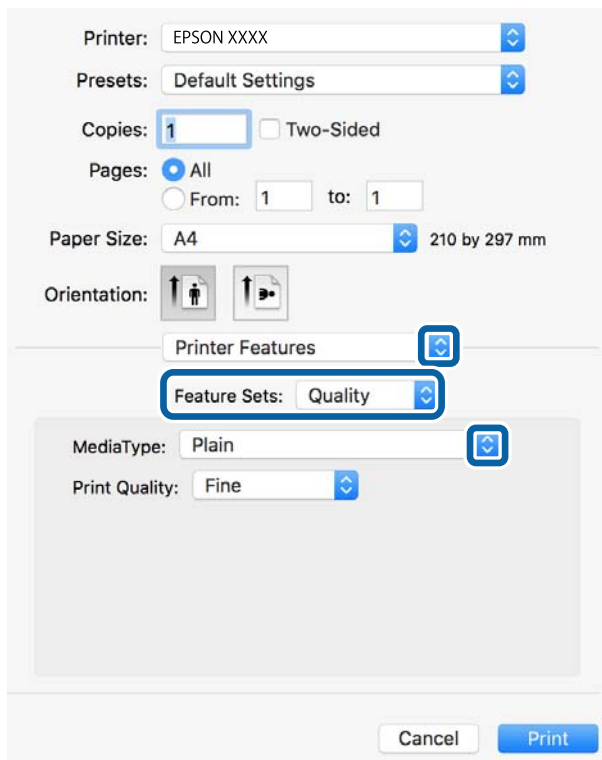 Printer: EPSON XXXX
Presets: Default Settings
Copies: 1 Two-Sided
Pages: All
From: 1 to: 1
Paper Size: A4 210 by 297 mm
Orientation:
Printer Features
Feature Sets: Quality
MediaType: Plain
Print Quality: Fine
Cancel Print